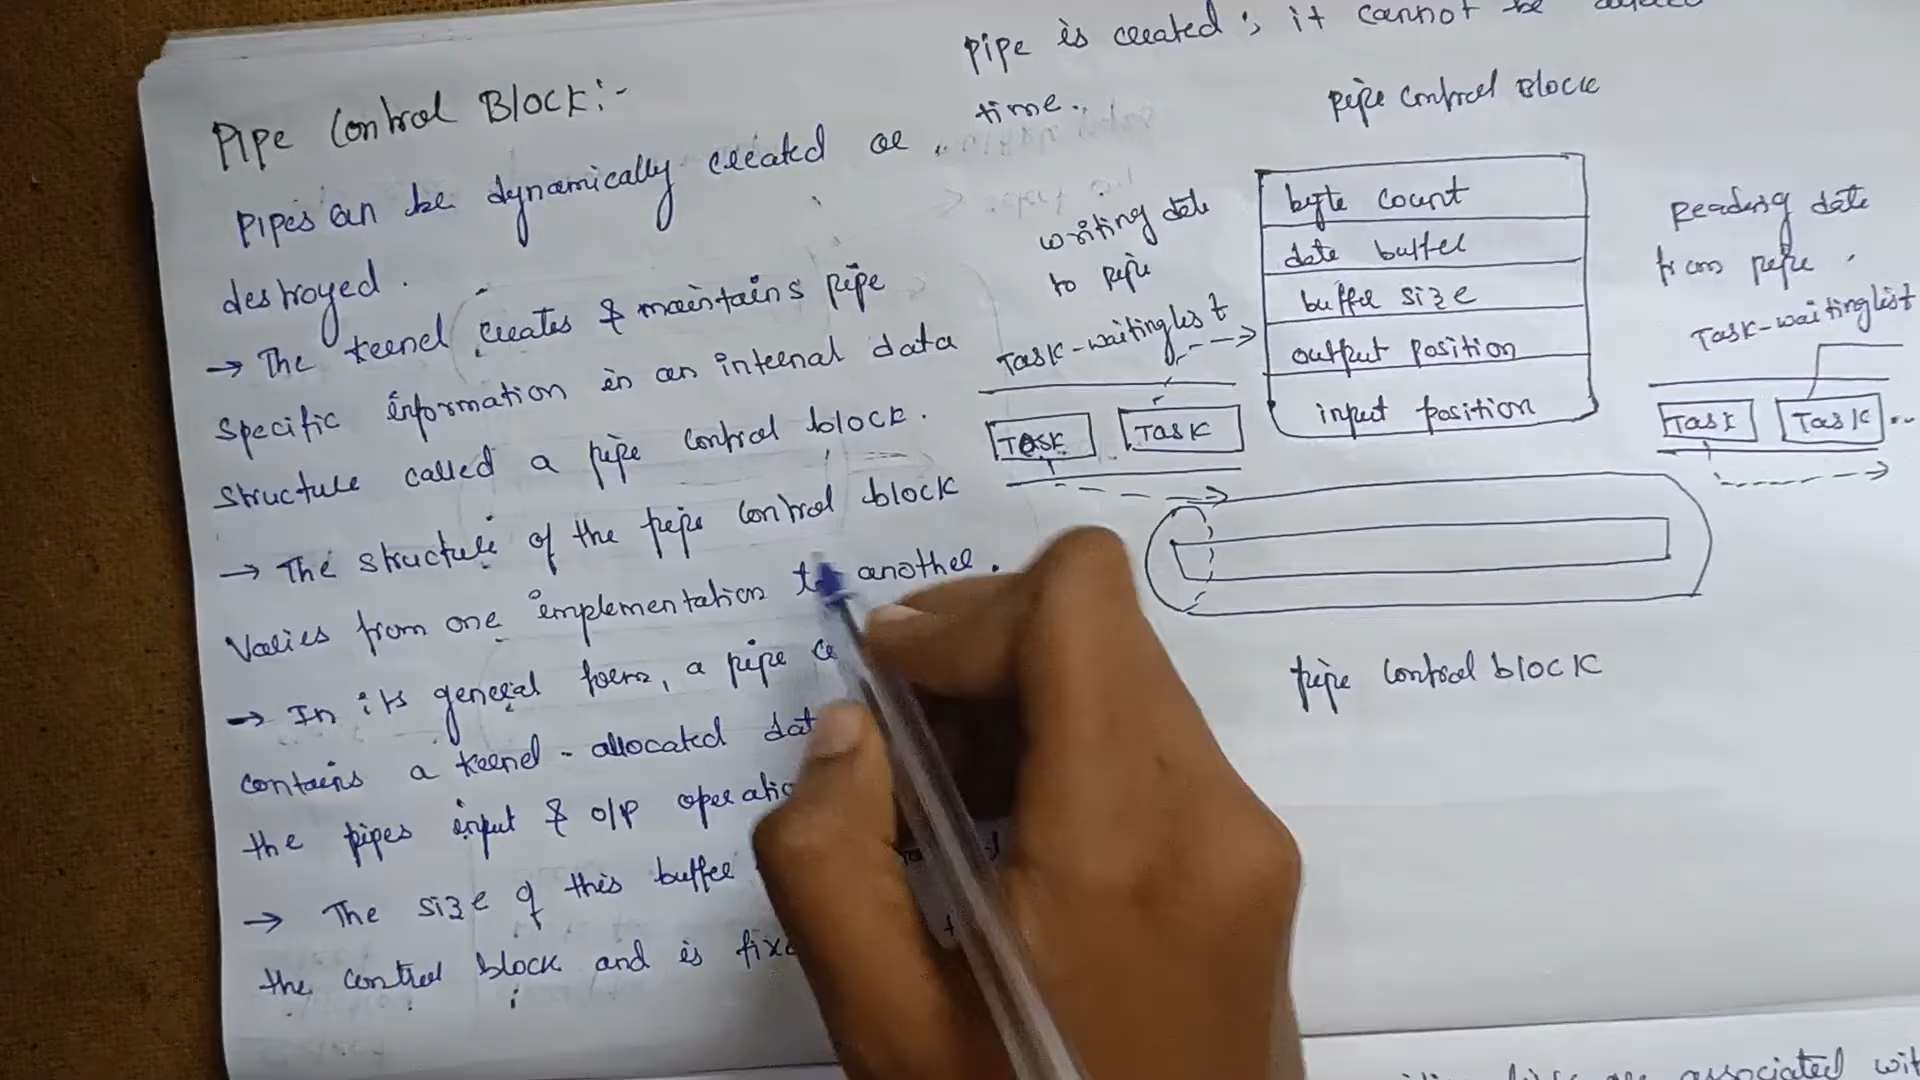 Pipe Control Block:-
Pipes can be dynamically created or
destroyed.
→ The kernel creates & maintains pipe
specific information in an internal data
structure called a pipe control block.
→ The structure of the pipe control block
varies from one implementation to another.
→ In its general form, a pipe
contains a kernel-allocated
the pipes input & o/p
→ The size of this buffer
the control block and is
pipe is created; it cannot be
time.
pipe control Block
byte count
date buffer
buffer size
output position
input position
writing date
to pipe
Task-waiting list
TASK
TASK
Reading date
from pipe.
Task-waiting list
Task
Task
pipe control block
are associated